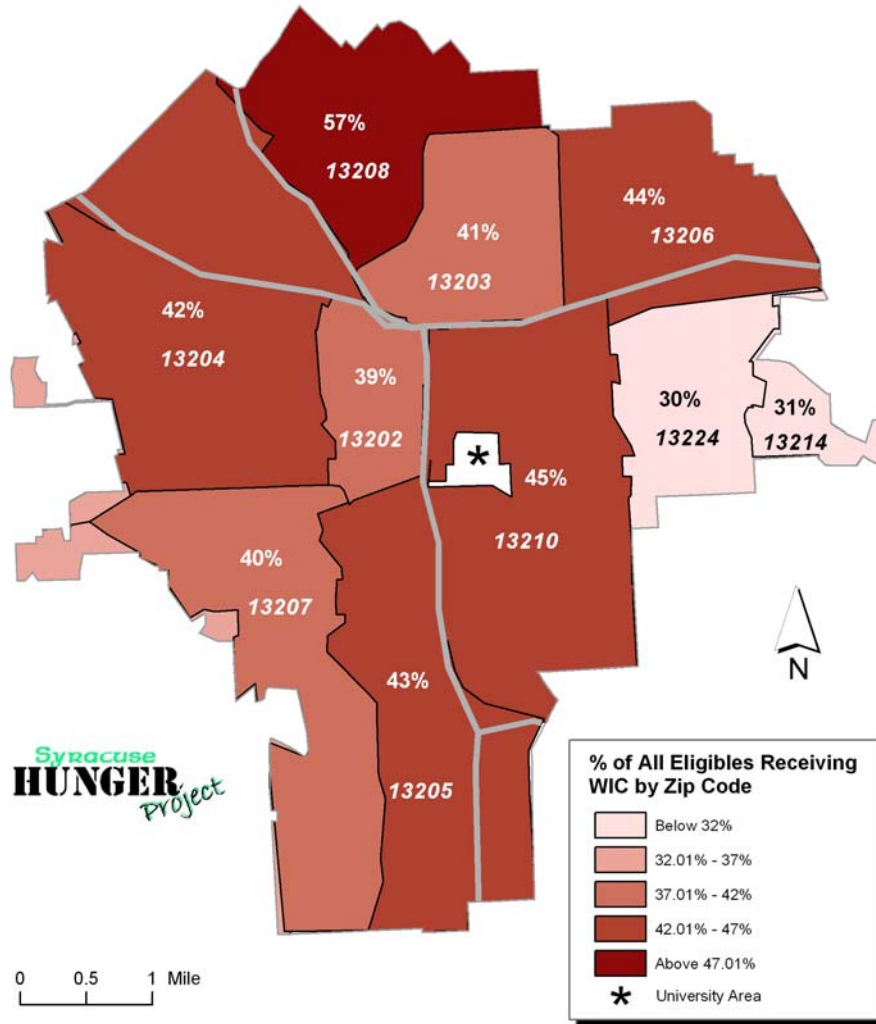 57%
13208
44%
13206
41%
13203
42%
13204
39%
13202
30%
13224
31%
13214
*
45%
13210
40%
13207
43%
13205
N
Syracuse
HUNGER
Project
% of All Eligibles Receiving
WIC by Zip Code
Below 32%
32.01% - 37%
37.01% - 42%
42.01% - 47%
Above 47.01%
* University Area
0 0.5 1 Mile